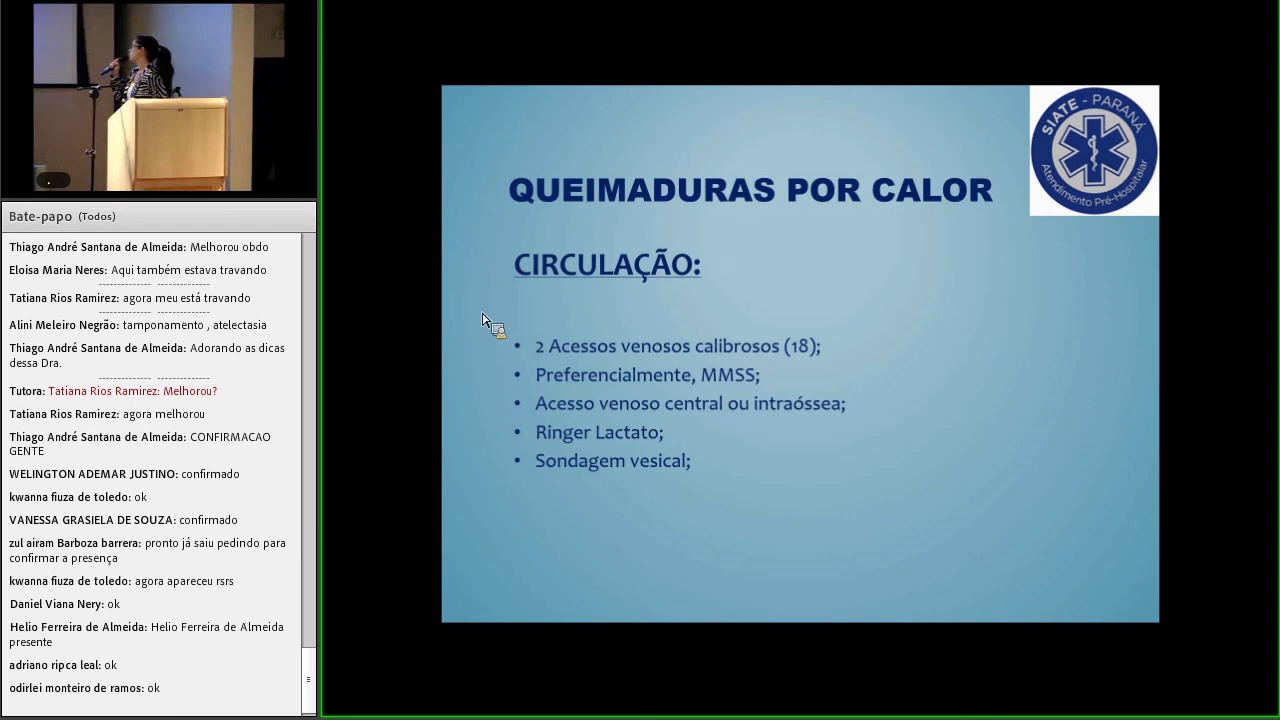 Bate-papo (Todos)
Thiago André Santana de Almeida: Melhorou obdo
Eloisa Maria Neres: Aqui também estava travando
-------------- --------------
Tatiana Rios Ramirez: agora meu está travando
-------------- --------------
Alini Meleiro Negrão: tamponamento , atelectasia
Thiago André Santana de Almeida: Adorando as dicas
dessa Dra.
-------------- --------------
Tutora: Tatiana Rios Ramirez: Melhorou?
Tatiana Rios Ramirez: agora melhorou
Thiago André Santana de Almeida: CONFIRMACAO
GENTE
WELINGTON ADEMAR JUSTINO: confirmado
kwanna fiuza de toledo: ok
VANESSA GRASIELA DE SOUZA: confirmado
zul airam Barboza barrera: pronto já saiu pedindo para
confirmar a presença
kwanna fiuza de toledo: agora apareceu rsrs
Daniel Viana Nery: ok
Helio Ferreira de Almeida: Helio Ferreira de Almeida
presente
adriano ripca leal: ok
odirlei monteiro de ramos: ok
SIATE - PARANÁ
Atendimento Pré-Hospitalar
QUEIMADURAS POR CALOR
CIRCULAÇÃO:
• 2 Acessos venosos calibrosos (18);
• Preferencialmente, MMSS;
• Acesso venoso central ou intraóssea;
• Ringer Lactato;
• Sondagem vesical;